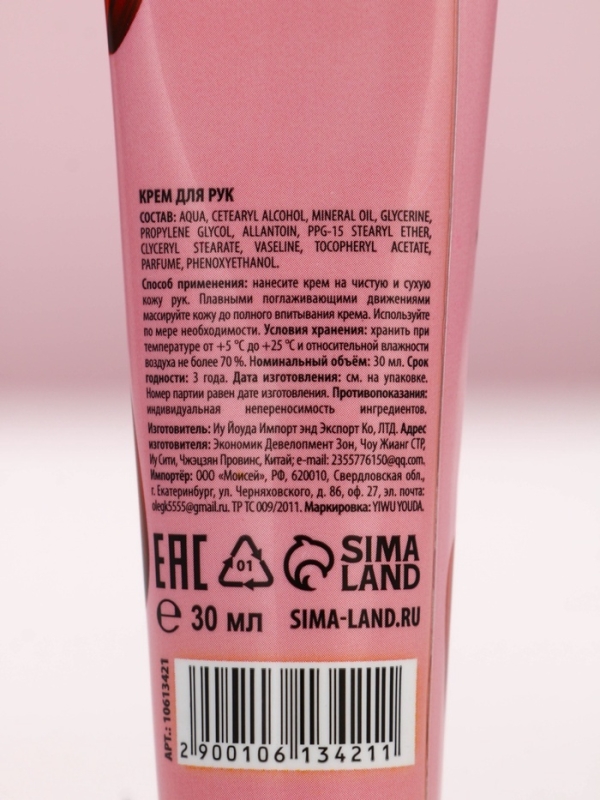 КРЕМ ДЛЯ РУК
СОСТАВ: AQUA, CETEARYL ALCOHOL, MINERAL OIL, GLYCERINE,
PROPYLENE GLYCOL, ALLANTOIN, PPG-15 STEARYL ETHER,
GLYCERYL STEARATE, VASELINE, TOCOPHERYL ACETATE,
PARFUME, PHENOXYETHANOL.
Способ применения: нанесите крем на чистую и сухую
кожу рук. Плавными поглаживающими движениями
массируйте кожу до полного впитывания крема. Используйте
по мере необходимости. Условия хранения: хранить при
температуре от +5 °C до +25 °C и относительной влажности
воздуха не более 70 %. Номинальный объём: 30 мл. Срок
годности: 3 года. Дата изготовления: см. на упаковке.
Номер партии равен дате изготовления. Противопоказания:
индивидуальная непереносимость ингредиентов.
Изготовитель: Иу Йоуда Импорт энд Экспорт Ко, ЛТД. Адрес
изготовителя: Экономик Девелопмент Зон, Чоу Жианг СТР,
Иу Сити, Чжэцзян Провинс, Китай; e-mail: 2355776150@qq.com.
Импортёр: ООО «Моисей», РФ, 620010, Свердловская обл.,
г. Екатеринбург, ул. Черняховского, д. 86, оф. 27, эл. почта:
olegk5555@gmail.ru. ТР ТС 009/2011. Маркировка: YIWU YOUDA.
EAC 01 SIMA
LAND
℮ 30 МЛ SIMA-LAND.RU
АРТ.: 10613421
2 900106 134211